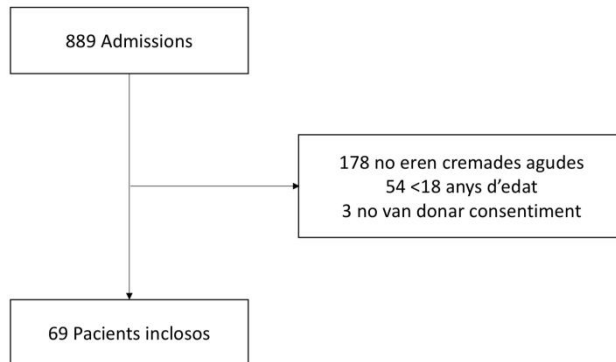 889 Admissions
178 no eren cremades agudes
54 <18 anys d'edat
3 no van donar consentiment
69 Pacients inclosos